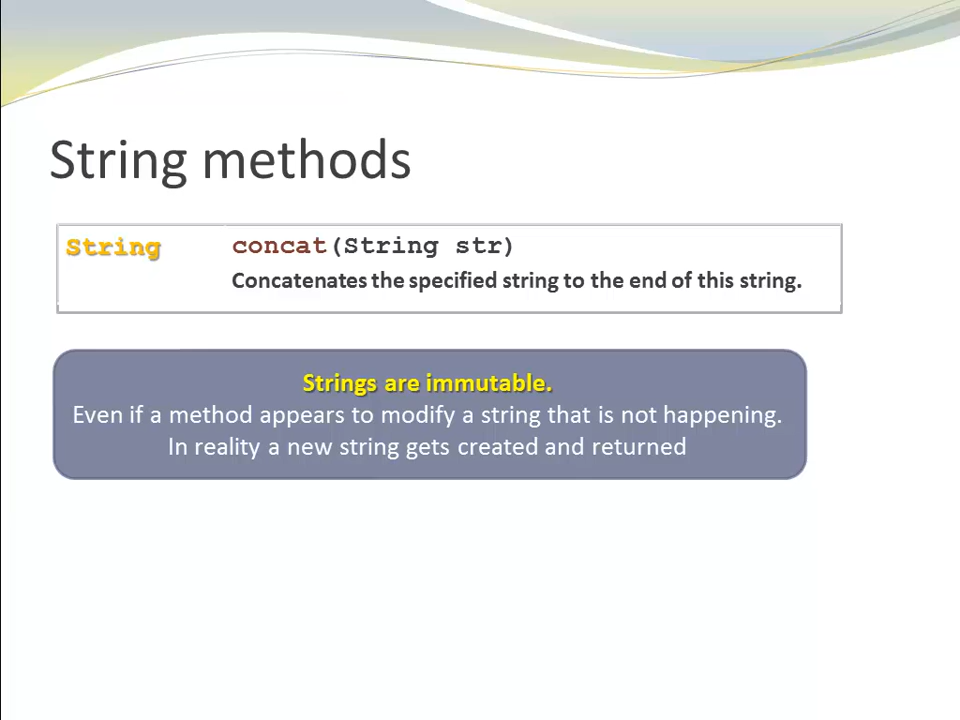 String methods
String concat(String str)
Concatenates the specified string to the end of this string.
Strings are immutable.
Even if a method appears to modify a string that is not happening.
In reality a new string gets created and returned